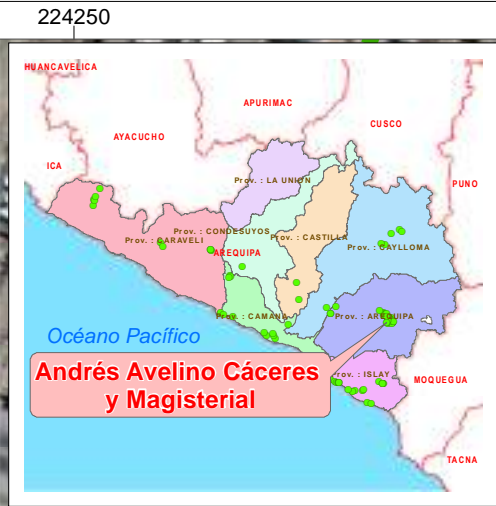 224250
HUANCAVELICA
APURIMAC
CUSCO
AYACUCHO
ICA
PUNO
Prov. : LA UNION
Prov. : CONDESUYOS
Prov. : CARAVELI
Prov. : CASTILLA
AREQUIPA
Prov. : CAYLLOMA
Prov. : CAMANA
Prov. : AREQUIPA
Océano Pacífico
Andrés Avelino Cáceres
y Magisterial
Prov. : ISLAY
MOQUEGUA
TACNA